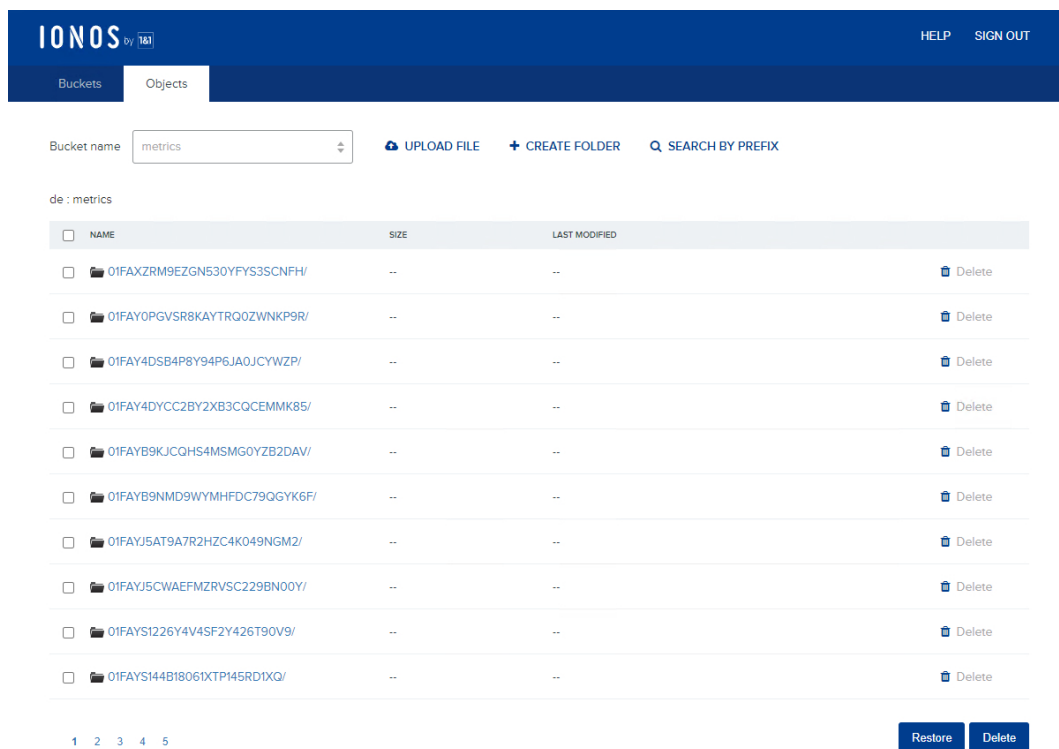 IONOS by 1&1
HELP SIGN OUT
Buckets Objects
Bucket name metrics UPLOAD FILE + CREATE FOLDER SEARCH BY PREFIX
de : metrics
NAME SIZE LAST MODIFIED
01FAXZRM9EZGN530YFYS3SCNFH/ -- -- Delete
01FAY0PGVSR8KAYTRQ0ZWNKP9R/ -- -- Delete
01FAY4DSB4P8Y94P6JA0JCYWZP/ -- -- Delete
01FAY4DYCC2BY2XB3CQCEMMK85/ -- -- Delete
01FAYB9KJCQHS4MSMG0YZB2DAV/ -- -- Delete
01FAYB9NMD9WYMHFDC79QGYK6F/ -- -- Delete
01FAYJ5AT9A7R2HZC4K049NGM2/ -- -- Delete
01FAYJ5CWAEFMZRVSC229BN00Y/ -- -- Delete
01FAYS1226Y4V4SF2Y426T90V9/ -- -- Delete
01FAYS144B18061XTP145RD1XQ/ -- -- Delete
1 2 3 4 5 Restore Delete